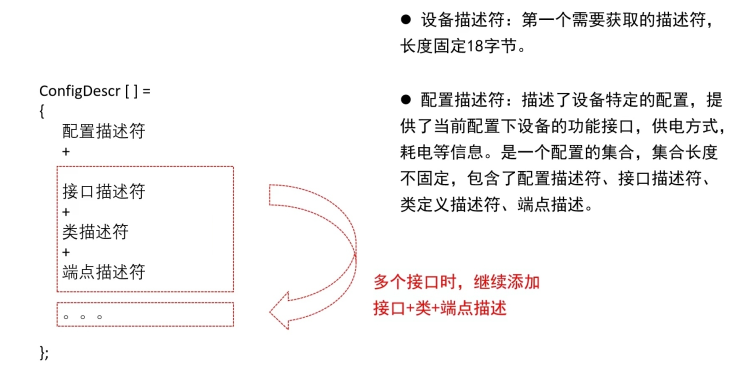 ● 设备描述符：第一个需要获取的描述符，
长度固定18字节。
● 配置描述符：描述了设备特定的配置，提
供了当前配置下设备的功能接口，供电方式，
耗电等信息。是一个配置的集合，集合长度
不固定，包含了配置描述符、接口描述符、
类定义描述符、端点描述。
ConfigDescr [ ] =
{
配置描述符
+
接口描述符
+
类描述符
+
端点描述符
。。。
};
多个接口时，继续添加
接口+类+端点描述